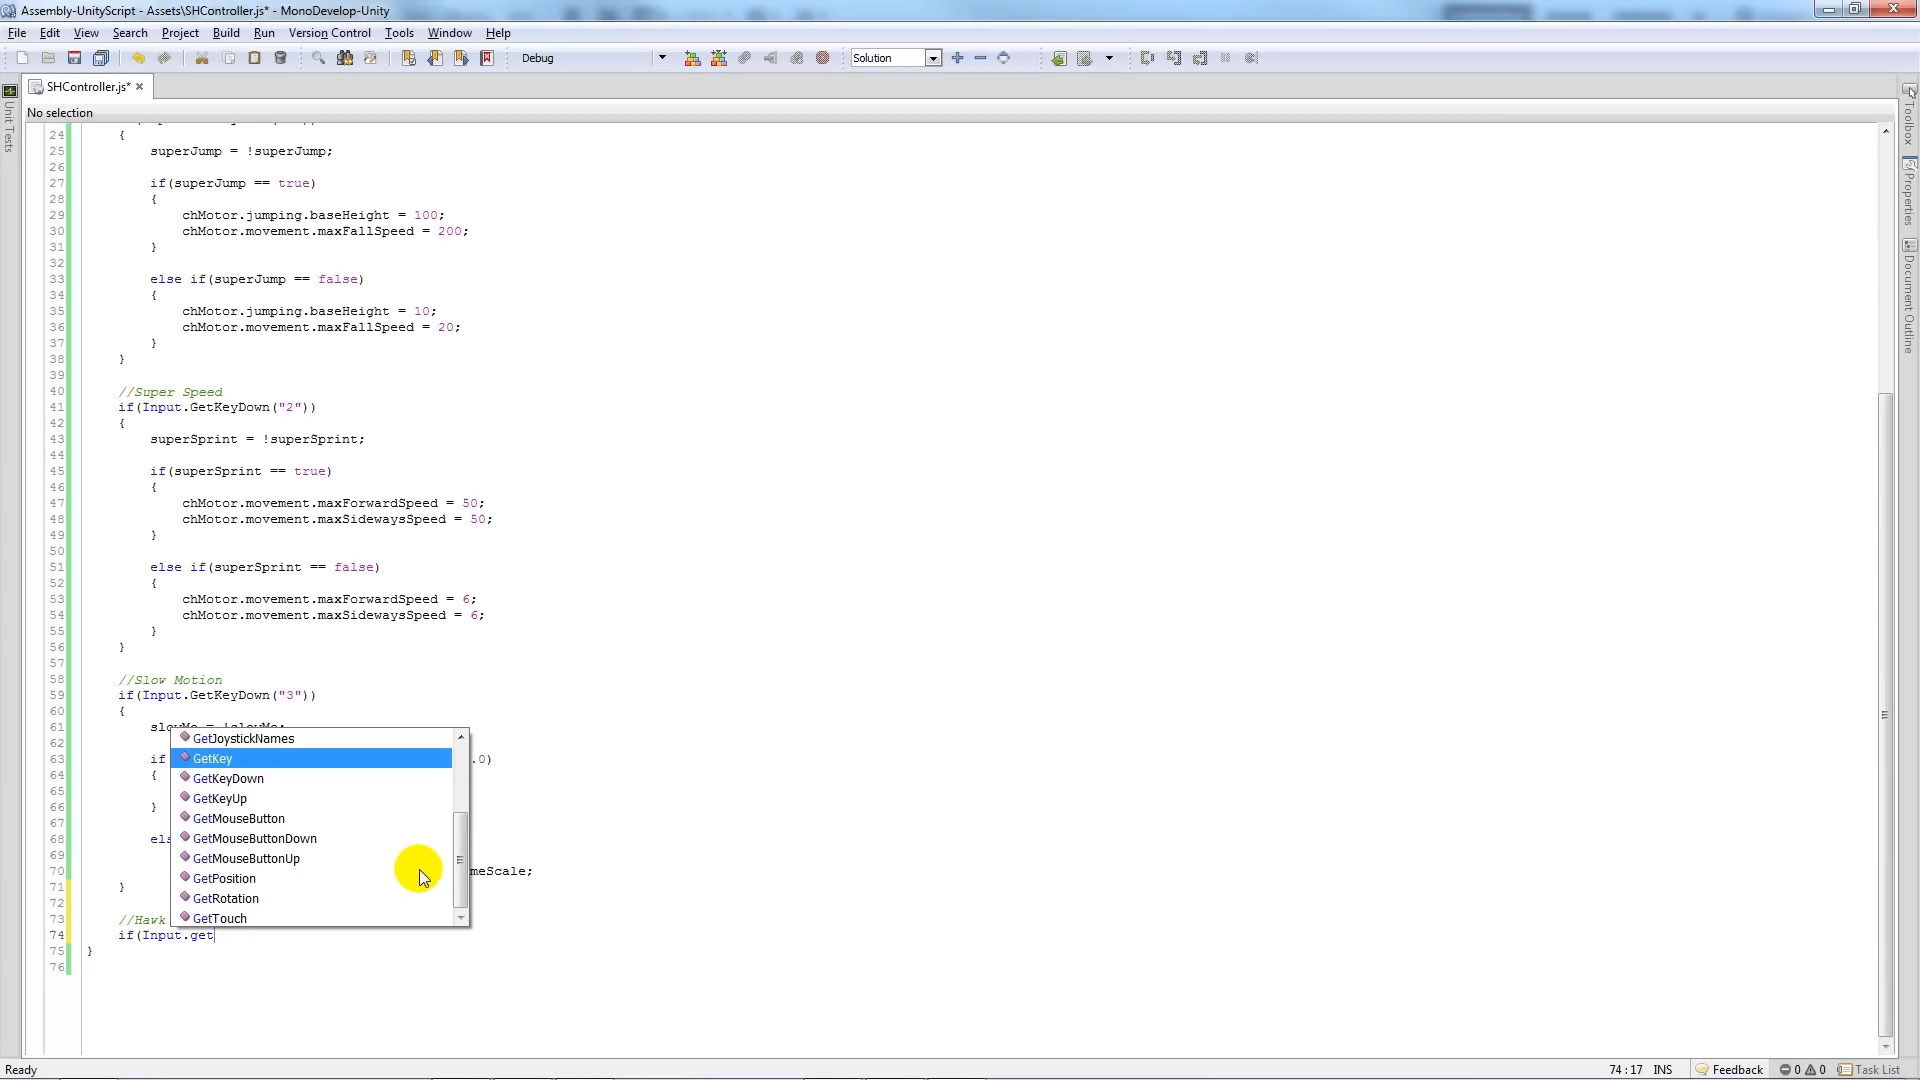 Assembly-UnityScript - Assets\SHController.js* - MonoDevelop-Unity
File Edit View Search Project Build Run Version Control Tools Window Help
Debug Solution
SHController.js*
No selection
Unit Tests
Toolbox
Properties
Document Outline
24 {
25 superJump = !superJump;
26
27 if(superJump == true)
28 {
29 chMotor.jumping.baseHeight = 100;
30 chMotor.movement.maxFallSpeed = 200;
31 }
32
33 else if(superJump == false)
34 {
35 chMotor.jumping.baseHeight = 10;
36 chMotor.movement.maxFallSpeed = 20;
37 }
38 }
39
40 //Super Speed
41 if(Input.GetKeyDown("2"))
42 {
43 superSprint = !superSprint;
44
45 if(superSprint == true)
46 {
47 chMotor.movement.maxForwardSpeed = 50;
48 chMotor.movement.maxSidewaysSpeed = 50;
49 }
50
51 else if(superSprint == false)
52 {
53 chMotor.movement.maxForwardSpeed = 6;
54 chMotor.movement.maxSidewaysSpeed = 6;
55 }
56 }
57
58 //Slow Motion
59 if(Input.GetKeyDown("3"))
60 {
61 slowMo = !slowMo;
62
63 if .0)
64 {
65
66 }
67
68 els
69
70 meScale;
71 }
72
73 //Hawk
74 if(Input.get
75 }
76
GetJoystickNames
GetKey
GetKeyDown
GetKeyUp
GetMouseButton
GetMouseButtonDown
GetMouseButtonUp
GetPosition
GetRotation
GetTouch
Ready 74 : 17 INS Feedback 0 0 Task List